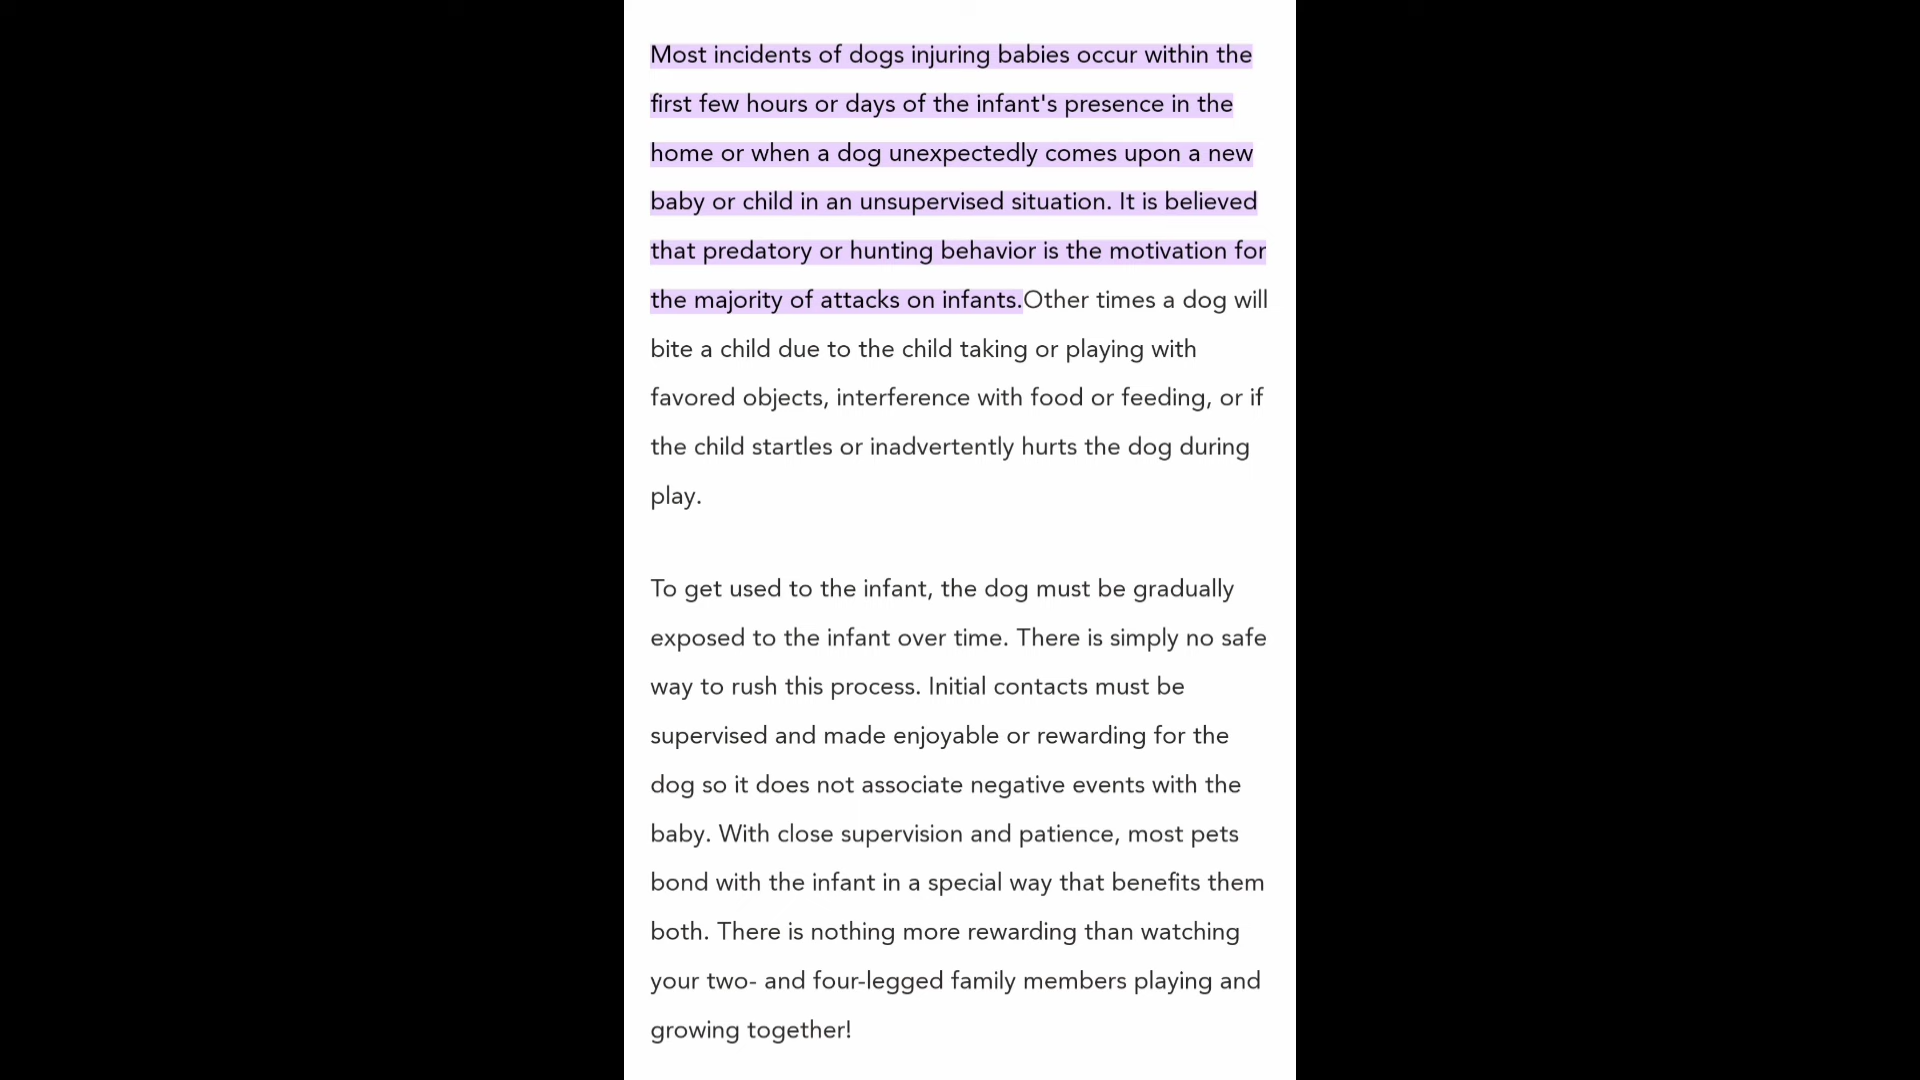 Most incidents of dogs injuring babies occur within the
first few hours or days of the infant's presence in the
home or when a dog unexpectedly comes upon a new
baby or child in an unsupervised situation. It is believed
that predatory or hunting behavior is the motivation for
the majority of attacks on infants.Other times a dog will
bite a child due to the child taking or playing with
favored objects, interference with food or feeding, or if
the child startles or inadvertently hurts the dog during
play.
To get used to the infant, the dog must be gradually
exposed to the infant over time. There is simply no safe
way to rush this process. Initial contacts must be
supervised and made enjoyable or rewarding for the
dog so it does not associate negative events with the
baby. With close supervision and patience, most pets
bond with the infant in a special way that benefits them
both. There is nothing more rewarding than watching
your two- and four-legged family members playing and
growing together!